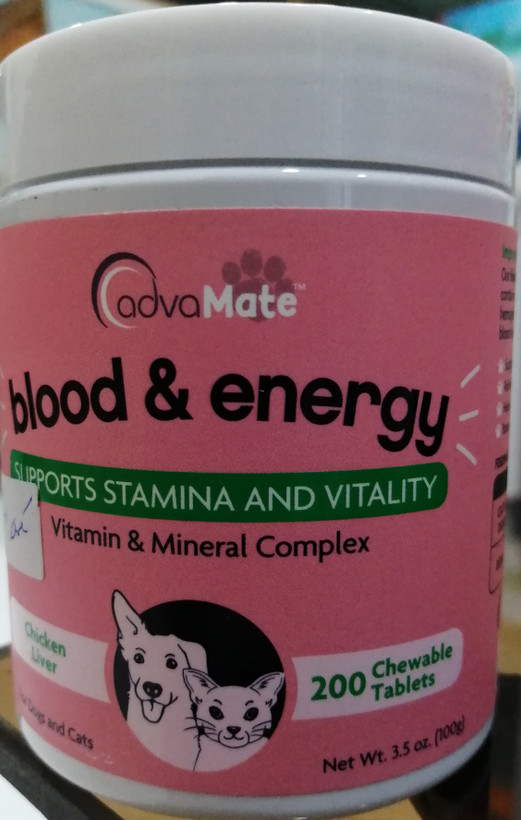 advaMate™
blood & energy
SUPPORTS STAMINA AND VITALITY
Vitamin & Mineral Complex
Chicken
Liver
200 Chewable
Tablets
For Dogs and Cats
Net Wt. 3.5 oz. (100g)